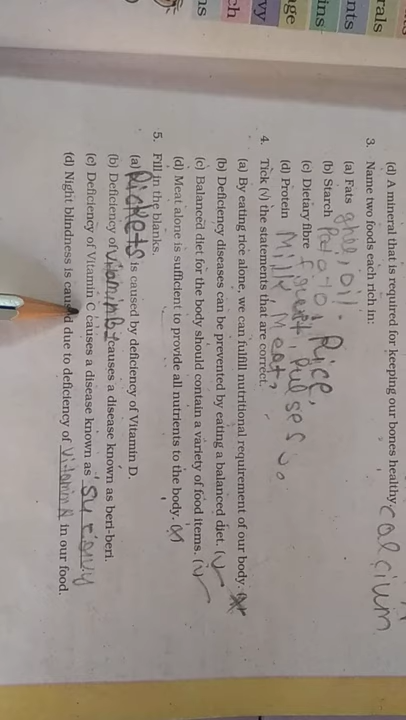 rals
nts
ins
age
vy
ch
ns
(d) A mineral that is required for keeping our bones healthy calcium
3. Name two foods each rich in:
(a) Fats ghee, oil.
(b) Starch Potato, Rice,
(c) Dietary fibre
(d) Protein Milk, Meat,
4. Tick (√) the statements that are correct.
(a) By eating rice alone, we can fulfill nutritional requirement of our body.
(b) Deficiency diseases can be prevented by eating a balanced diet. (✓
(c) Balanced diet for the body should contain a variety of food items. (✓
(d) Meat alone is sufficient to provide all nutrients to the body.
5. Fill in the blanks
(a) Rickets is caused by deficiency of Vitamin D.
(b) Deficiency of vitamin B1 causes a disease known as beri-beri.
(c) Deficiency of Vitamin C causes a disease known as
(d) Night blindness is caused due to deficiency of vitamin A in our food.